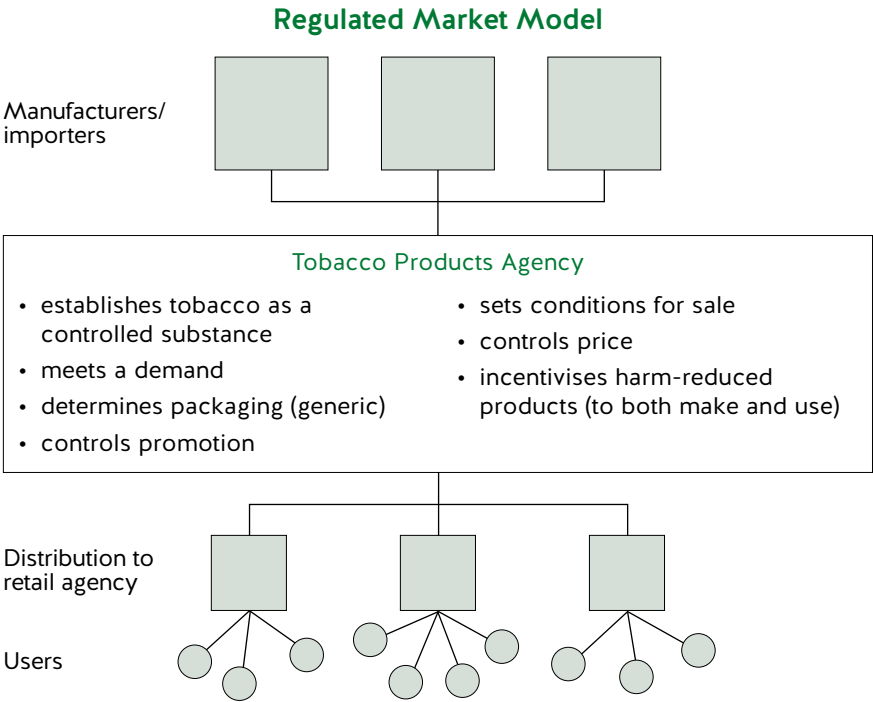 Regulated Market Model
Manufacturers/
importers
Tobacco Products Agency
• establishes tobacco as a
controlled substance
• meets a demand
• determines packaging (generic)
• controls promotion
• sets conditions for sale
• controls price
• incentivises harm-reduced
products (to both make and use)
Distribution to
retail agency
Users